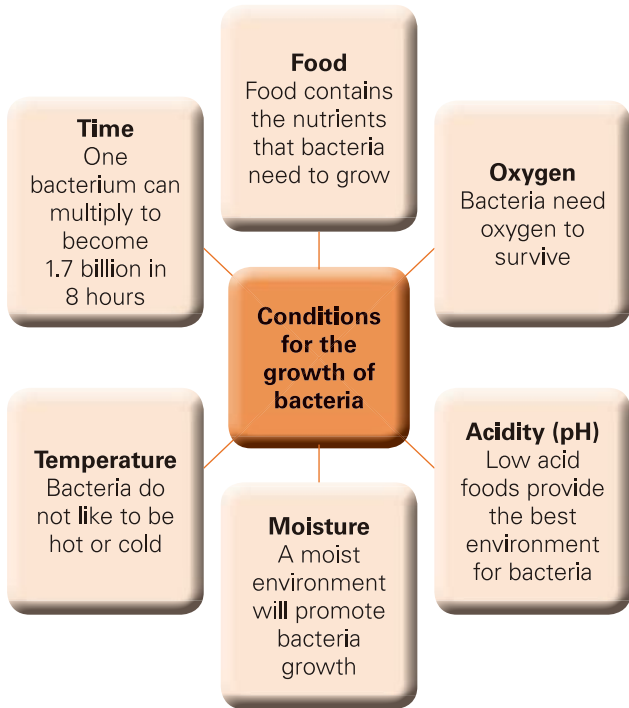 Food
Food contains
the nutrients
that bacteria
need to grow
Time
One
bacterium can
multiply to
become
1.7 billion in
8 hours
Oxygen
Bacteria need
oxygen to
survive
Conditions
for the
growth of
bacteria
Temperature
Bacteria do
not like to be
hot or cold
Acidity (pH)
Low acid
foods provide
the best
environment
for bacteria
Moisture
A moist
environment
will promote
bacteria
growth